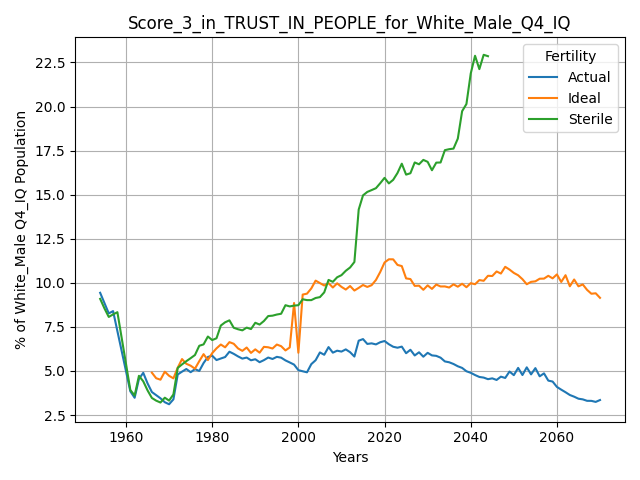 Score_3_in_TRUST_IN_PEOPLE_for_White_Male_Q4_IQ
% of White_Male Q4_IQ Population
22.5
20.0
17.5
15.0
12.5
10.0
7.5
5.0
2.5
Fertility
Actual
Ideal
Sterile
1960 1980 2000 2020 2040 2060
Years